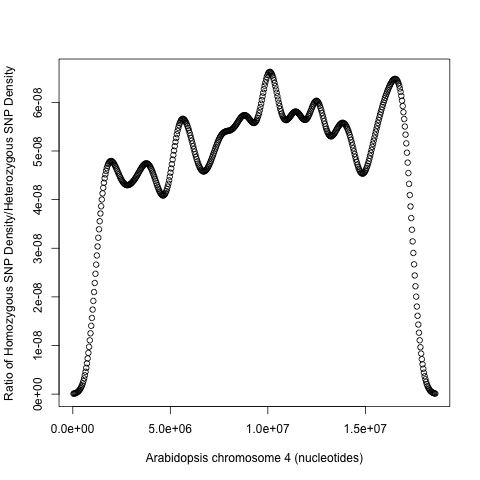 Ratio of Homozygous SNP Density/Heterozygous SNP Density
6e-08
5e-08
4e-08
3e-08
2e-08
1e-08
0e+00
0.0e+00 5.0e+06 1.0e+07 1.5e+07
Arabidopsis chromosome 4 (nucleotides)